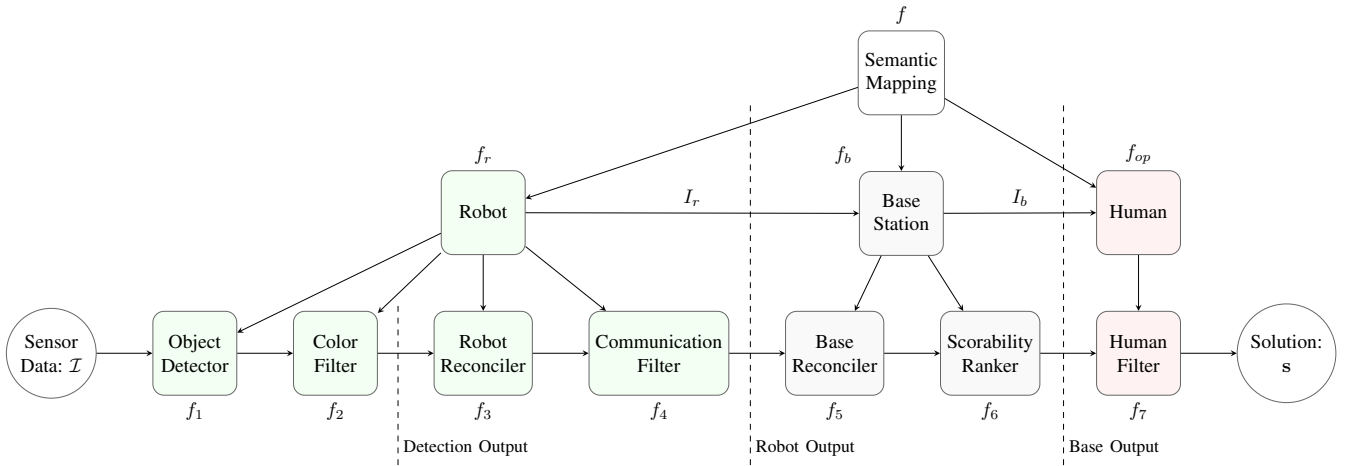 f
Semantic
Mapping
f_r
f_b
f_{op}
Robot
I_r
Base
Station
I_b
Human
Sensor
Data: 𝓘
Object
Detector
Color
Filter
Robot
Reconciler
Communication
Filter
Base
Reconciler
Scorability
Ranker
Human
Filter
Solution:
s
f_1
f_2
f_3
f_4
f_5
f_6
f_7
Detection Output
Robot Output
Base Output